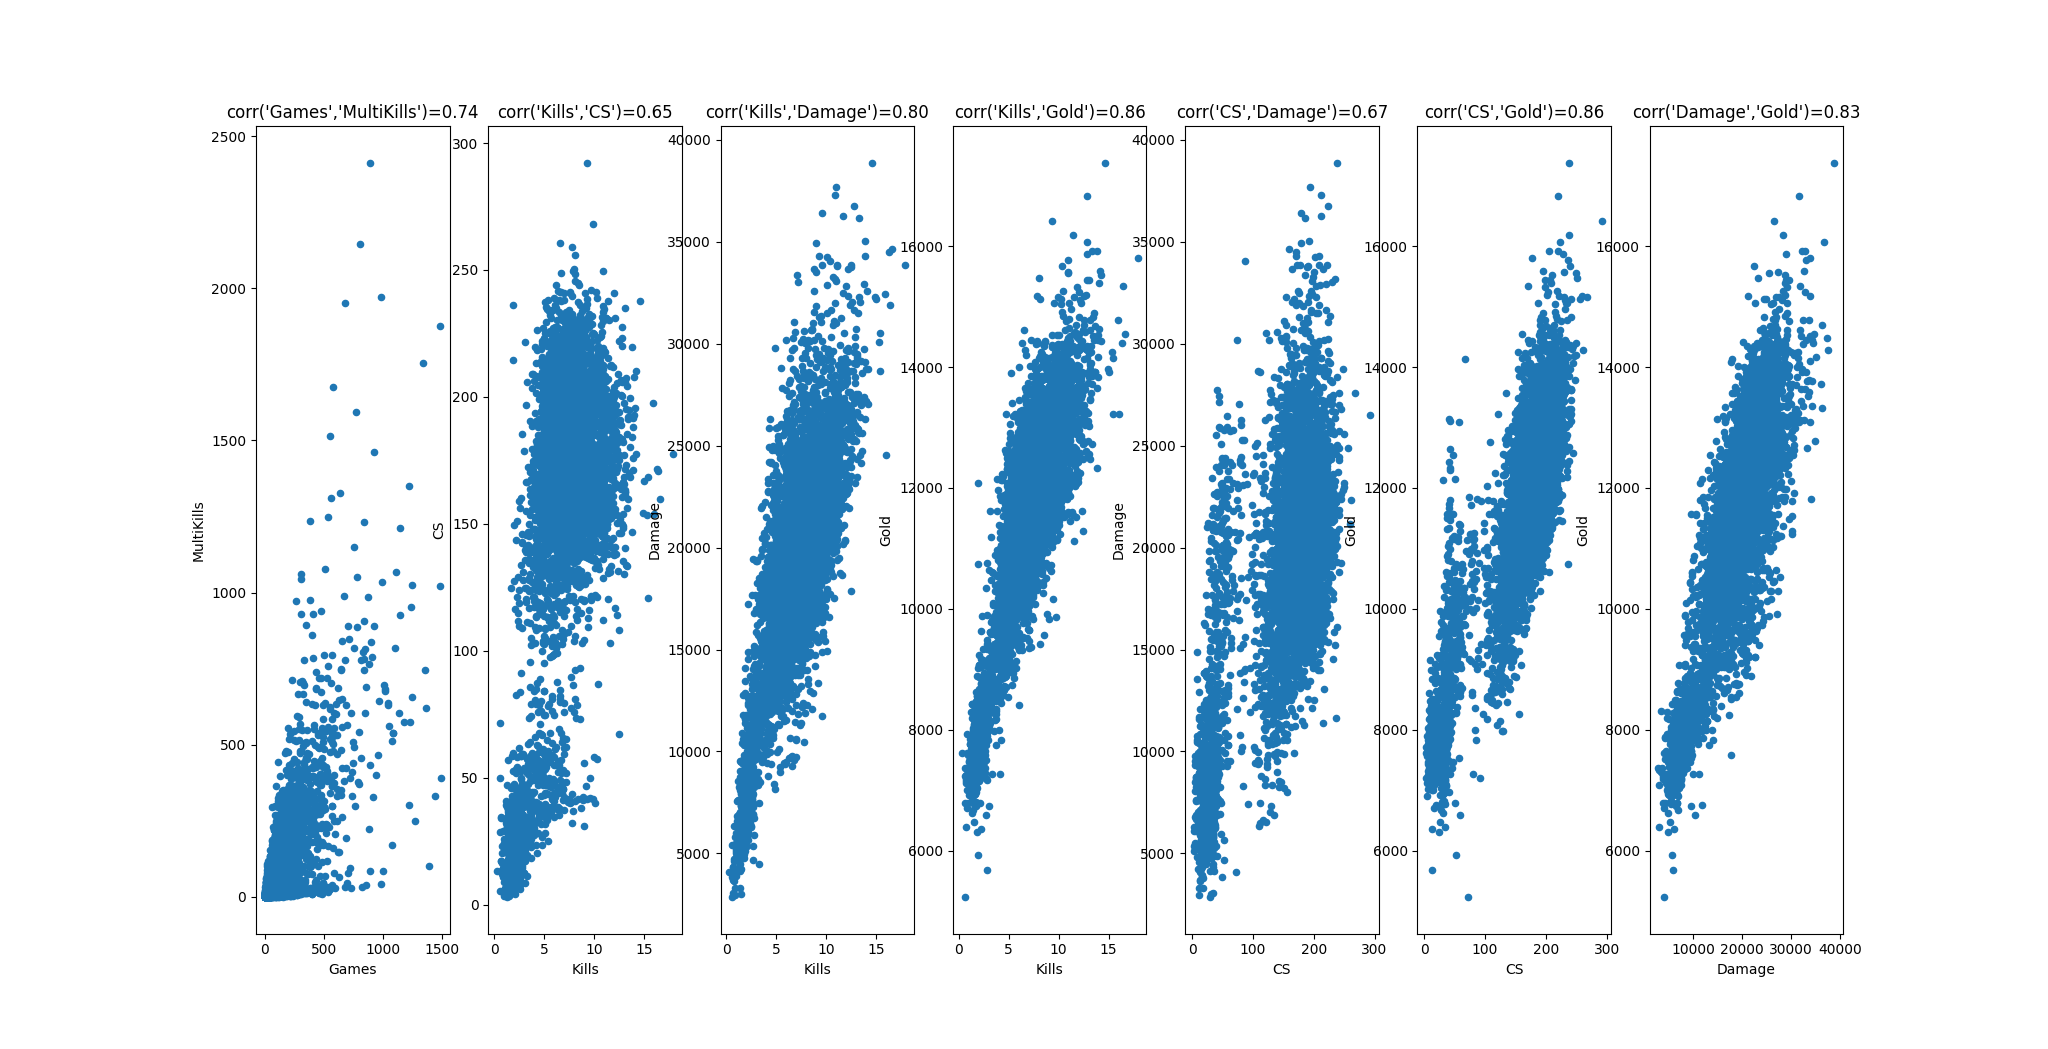 corr('Games','MultiKills')=0.74
2500
2000
1500
1000
500
0
MultiKills
0 500 1000 1500
Games
corr('Kills','CS')=0.65
300
250
200
150
100
50
0
CS
0 5 10 15
Kills
corr('Kills','Damage')=0.80
40000
35000
30000
25000
20000
15000
10000
5000
Damage
0 5 10 15
Kills
corr('Kills','Gold')=0.86
16000
14000
12000
10000
8000
6000
Gold
0 5 10 15
Kills
corr('CS','Damage')=0.67
40000
35000
30000
25000
20000
15000
10000
5000
Damage
0 100 200 300
CS
corr('CS','Gold')=0.86
16000
14000
12000
10000
8000
6000
Gold
0 100 200 300
CS
corr('Damage','Gold')=0.83
16000
14000
12000
10000
8000
6000
Gold
10000 20000 30000 40000
Damage